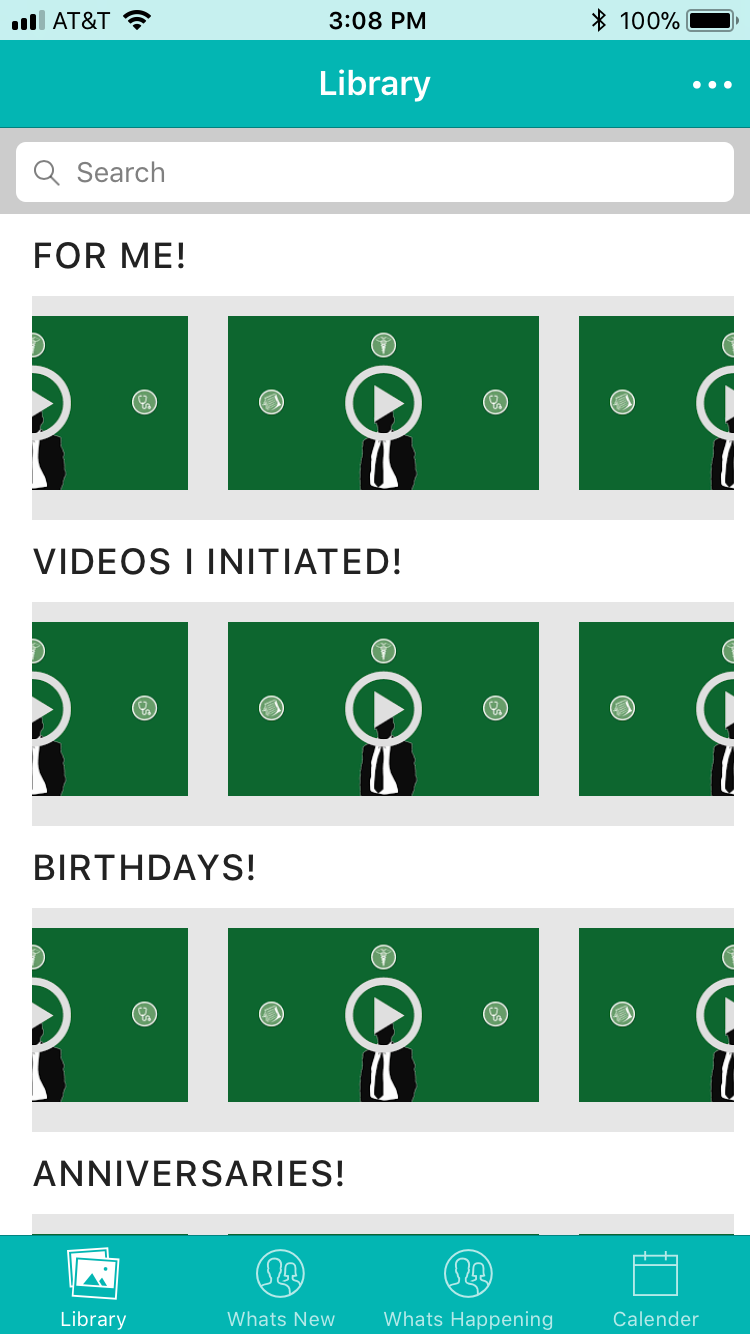 AT&T 3:08 PM 100%
Library
Search
FOR ME!
VIDEOS I INITIATED!
BIRTHDAYS!
ANNIVERSARIES!
Library Whats New Whats Happening Calender